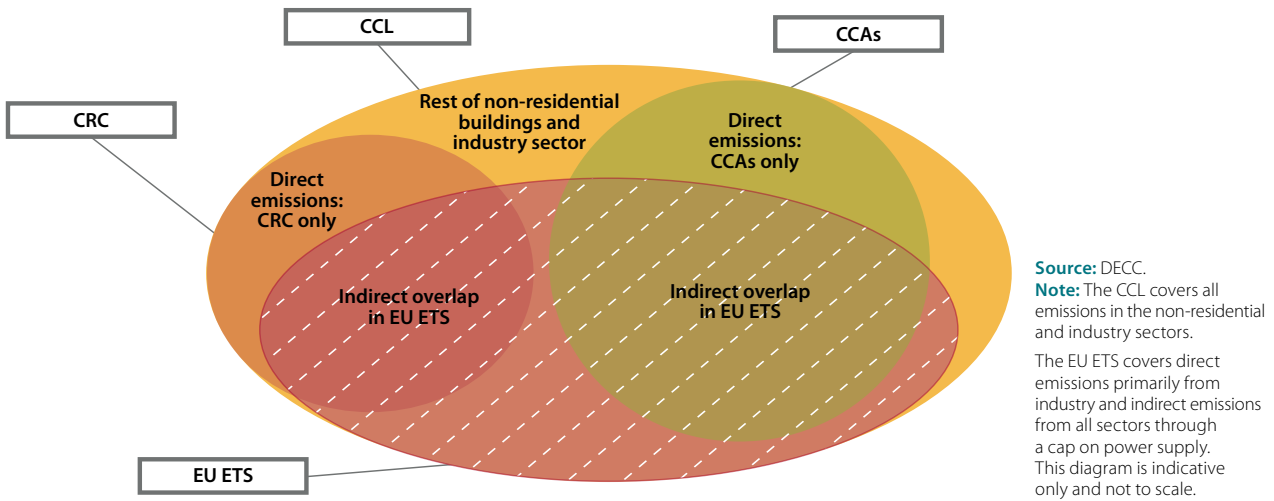 CCL
CCAs
CRC
Rest of non-residential
buildings and
industry sector
Direct
emissions:
CCAs only
Direct
emissions:
CRC only
Indirect overlap
in EU ETS
Indirect overlap
in EU ETS
EU ETS
Source: DECC.
Note: The CCL covers all
emissions in the non-residential
and industry sectors.
The EU ETS covers direct
emissions primarily from
industry and indirect emissions
from all sectors through
a cap on power supply.
This diagram is indicative
only and not to scale.